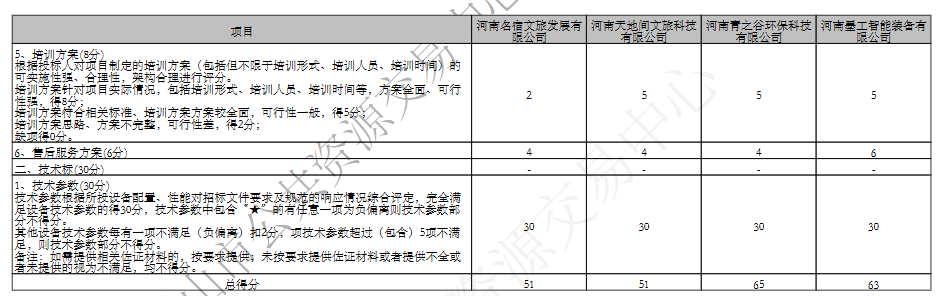 项目
河南名宿文旅发展有
限公司
河南天地间文旅科技
有限公司
河南青之谷环保科技
有限公司
河南墨工智能装备有
限公司
5、培训方案(8分)
根据投标人对项目制定的培训方案（包括但不限于培训形式、培训人员、培训时间）的
可实施性强、合理性，架构合理进行评分。
培训方案针对项目实际情况，包括培训形式、培训人员、培训时间等，方案全面、可行
性强，得8分；
培训方案符合相关标准、培训方案方案较全面，可行性一般，得5分；
培训方案思路、方案不完整，可行性差，得2分；
缺项得0分。
2
5
5
5
6、售后服务方案(6分)
4
4
4
6
二、技术标(30分)
-
-
-
-
1、技术参数(30分)
技术参数根据所投设备配置、性能对招标文件要求及规范的响应情况综合评定，完全满
足设备技术参数的得30分，技术参数中包含“★”的有任意一项为负偏离则技术参数部
分不得分。
其他设备技术参数每有一项不满足（负偏离）扣2分，项技术参数超过（包含）5项不满
足，则技术参数部分不得分。
备注：如需提供相关佐证材料的，按要求提供；未按要求提供佐证材料或者提供不全或
者未提供的视为不满足，均不得分。
30
30
30
30
总得分
51
51
65
63
山市公共资源交易中心
资源交易中心